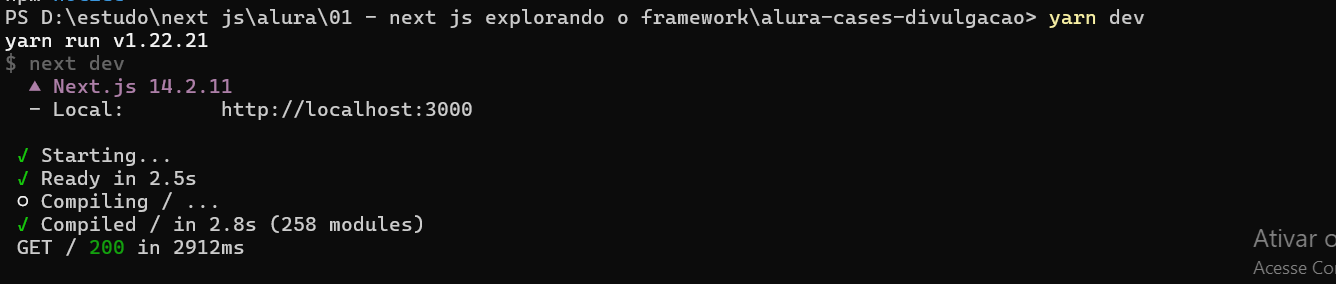 PS D:\estudo\next js\alura\01 - next js explorando o framework\alura-cases-divulgacao> yarn dev
yarn run v1.22.21
$ next dev
▲ Next.js 14.2.11
- Local: http://localhost:3000
√ Starting...
√ Ready in 2.5s
○ Compiling / ...
√ Compiled / in 2.8s (258 modules)
GET / 200 in 2912ms
Ativar o
Acesse Co